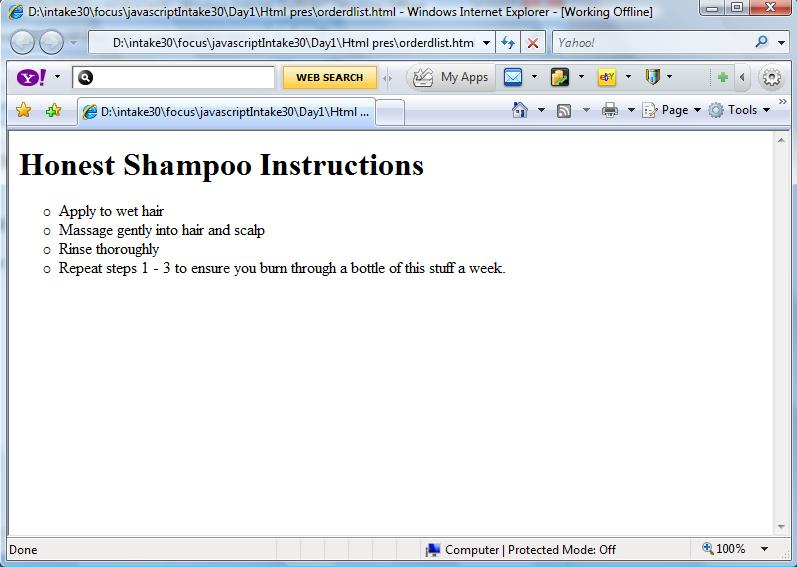 D:\intake30\focus\javascriptIntake30\Day1\Html pres\orderdlist.html - Windows Internet Explorer - [Working Offline]
D:\intake30\focus\javascriptIntake30\Day1\Html pres\orderdlist.htm
Yahoo!
Y! WEB SEARCH My Apps eBY
D:\intake30\focus\javascriptIntake30\Day1\Html ... Page Tools
Honest Shampoo Instructions
Apply to wet hair
Massage gently into hair and scalp
Rinse thoroughly
Repeat steps 1 - 3 to ensure you burn through a bottle of this stuff a week.
Done Computer | Protected Mode: Off 100%